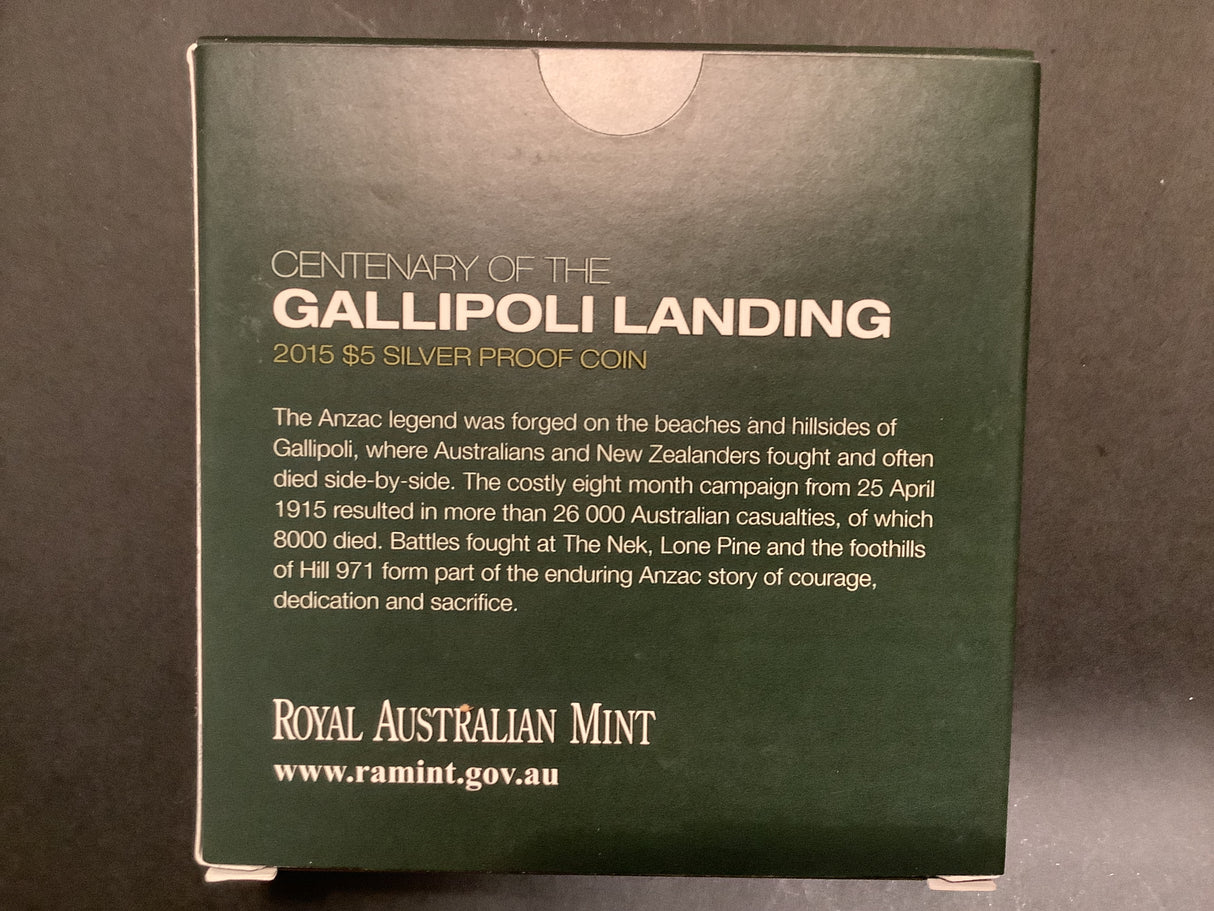 CENTENARY OF THE
GALLIPOLI LANDING
2015 $5 SILVER PROOF COIN
The Anzac legend was forged on the beaches and hillsides of
Gallipoli, where Australians and New Zealanders fought and often
died side-by-side. The costly eight month campaign from 25 April
1915 resulted in more than 26 000 Australian casualties, of which
8000 died. Battles fought at The Nek, Lone Pine and the foothills
of Hill 971 form part of the enduring Anzac story of courage,
dedication and sacrifice.
ROYAL AUSTRALIAN MINT
www.ramint.gov.au